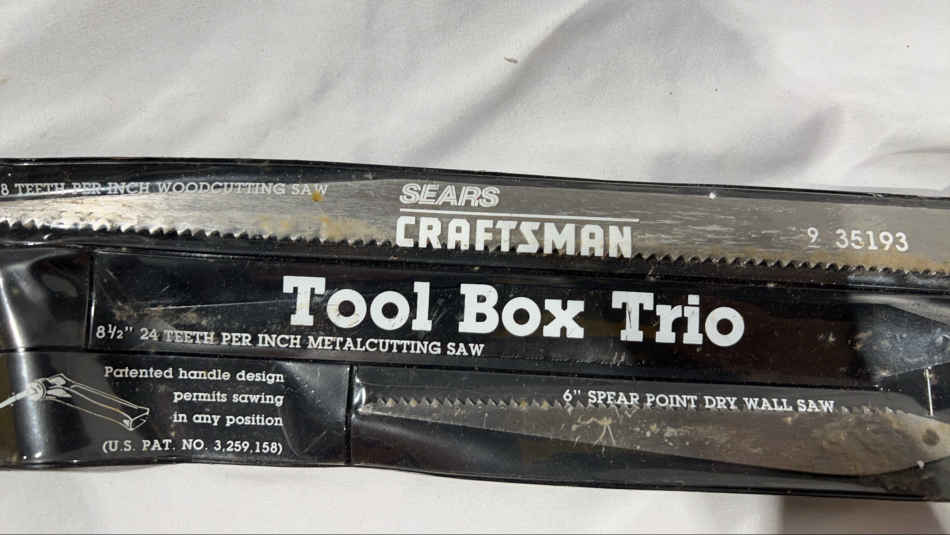 8 TEETH PER INCH WOODCUTTING SAW
SEARS
CRAFTSMAN
9 35193
Tool Box Trio
8½" 24 TEETH PER INCH METALCUTTING SAW
Patented handle design
permits sawing
in any position
(U.S. PAT. NO. 3,259,158)
6" SPEAR POINT DRY WALL SAW